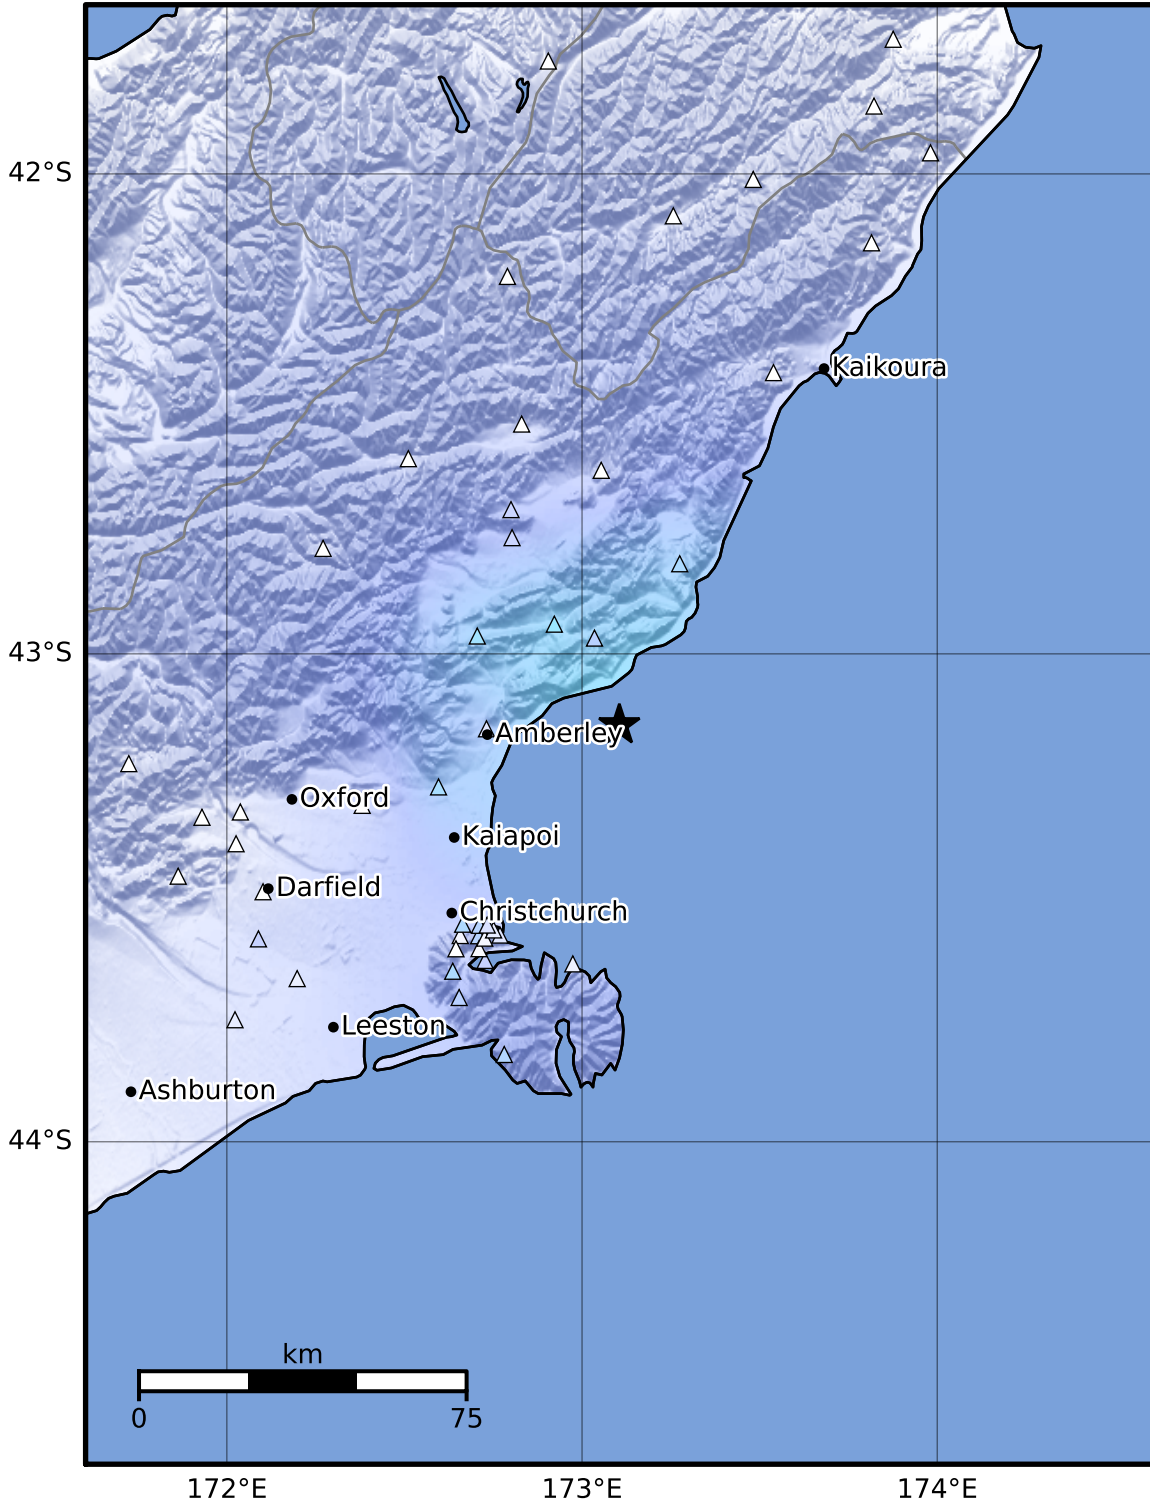 42°S
Kaikoura
43°S
Amberley
Oxford
Kaiapoi
Darfield
Christchurch
Leeston
Ashburton
44°S
km
0 75
172°E 173°E 174°E